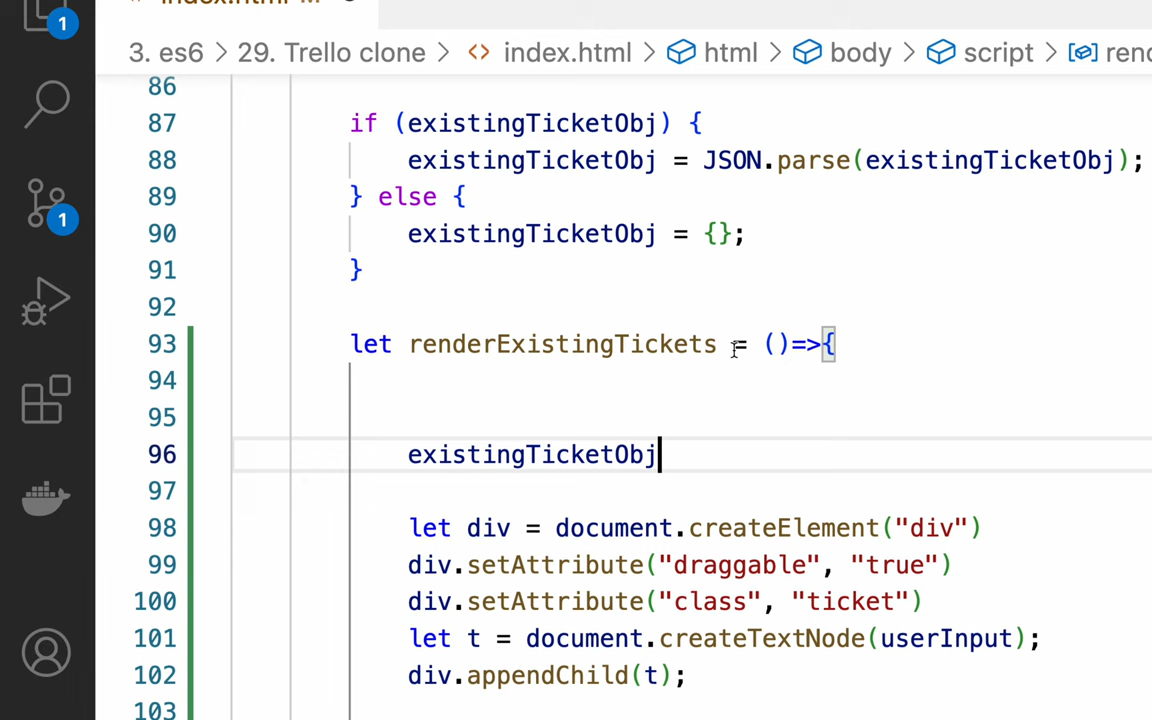 index.html M
1
3. es6 > 29. Trello clone > <> index.html > html > body > script >
1
86
87 if (existingTicketObj) {
88 existingTicketObj = JSON.parse(existingTicketObj);
89 } else {
90 existingTicketObj = {};
91 }
92
93 let renderExistingTickets = ()=>{
94
95
96 existingTicketObj
97
98 let div = document.createElement("div")
99 div.setAttribute("draggable", "true")
100 div.setAttribute("class", "ticket")
101 let t = document.createTextNode(userInput);
102 div.appendChild(t);
103